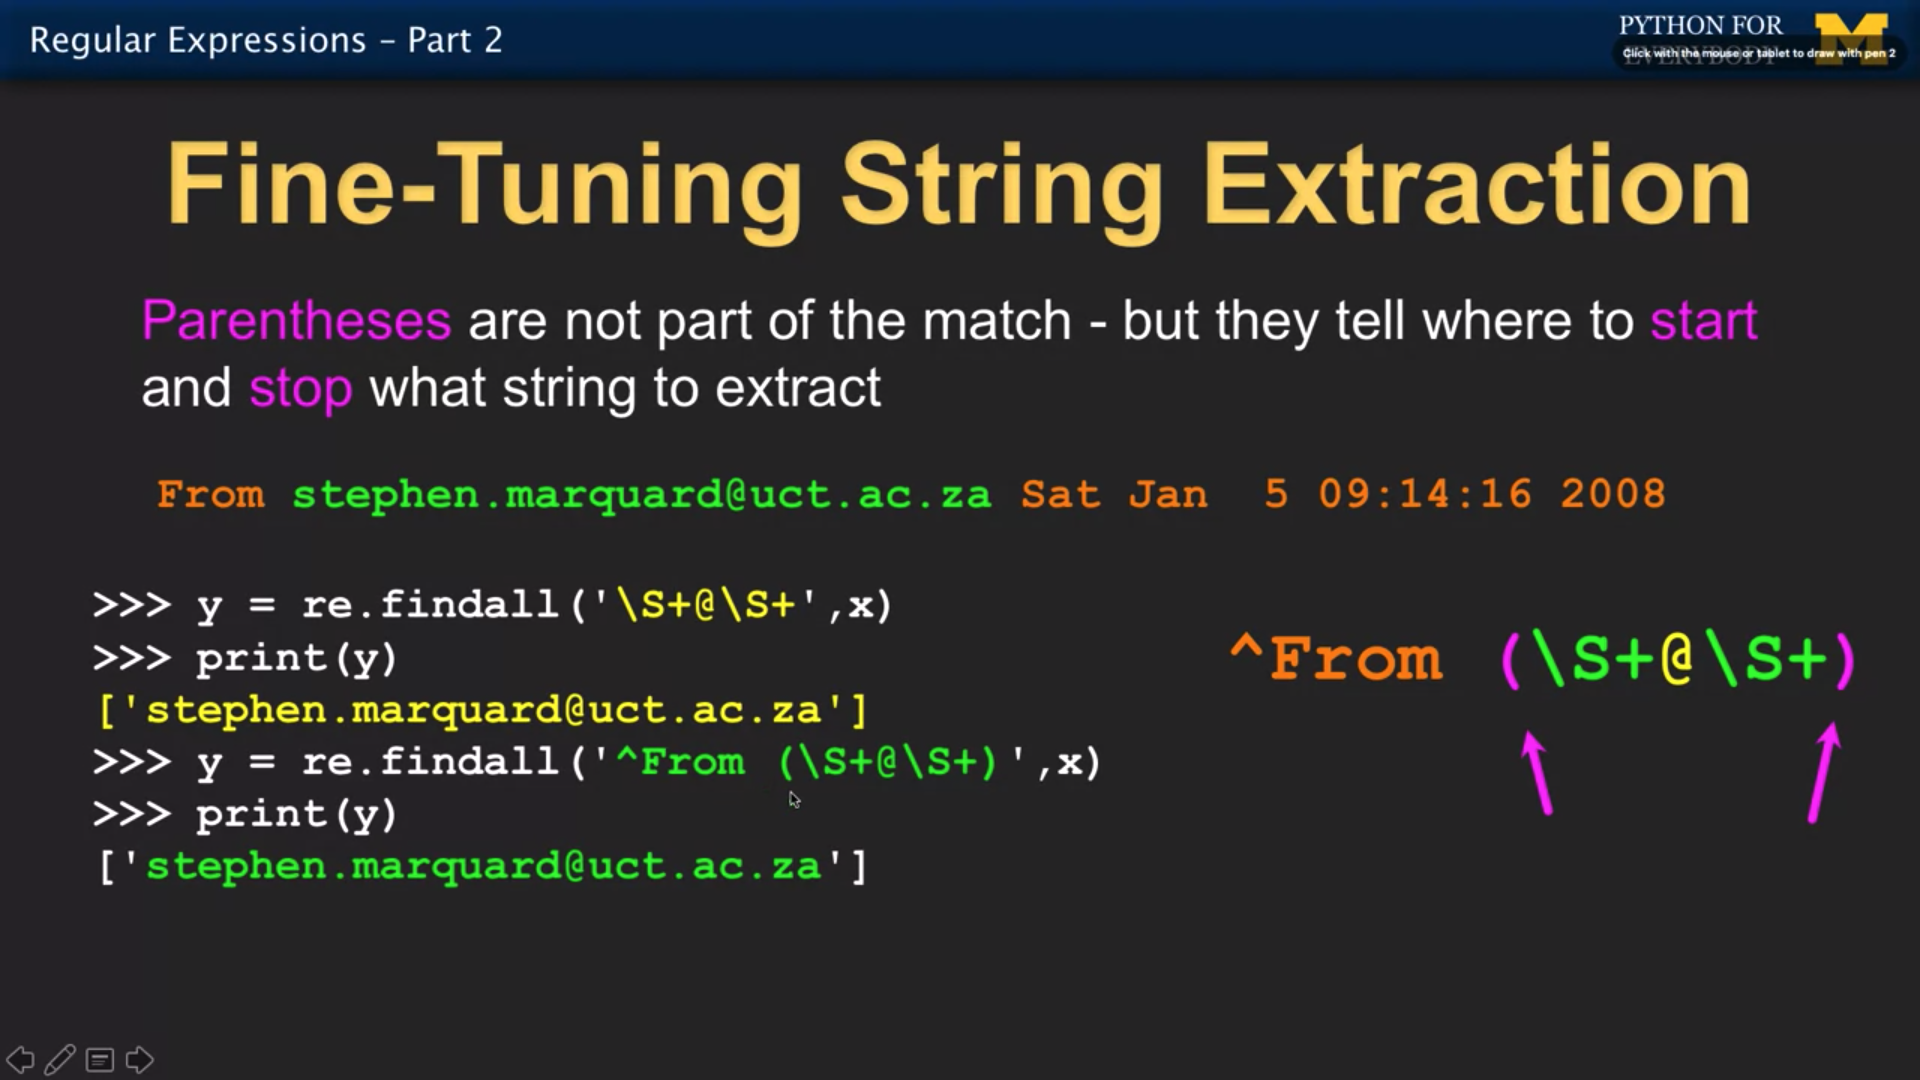 Regular Expressions – Part 2
PYTHON FOR
EVERYBODY
Click with the mouse or tablet to draw with pen 2
Fine-Tuning String Extraction
Parentheses are not part of the match - but they tell where to start
and stop what string to extract
From stephen.marquard@uct.ac.za Sat Jan  5 09:14:16 2008
>>> y = re.findall('\S+@\S+',x)
>>> print(y)
['stephen.marquard@uct.ac.za']
>>> y = re.findall('^From (\S+@\S+)',x)
>>> print(y)
['stephen.marquard@uct.ac.za']
^From (\S+@\S+)